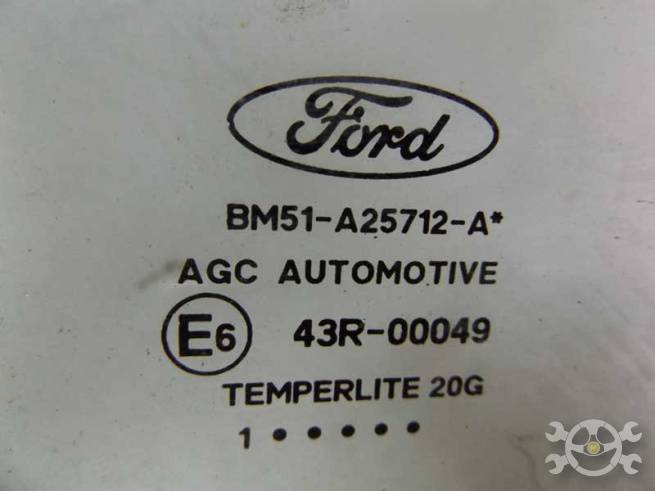 Ford
BM51-A25712-A*
AGC AUTOMOTIVE
E6 43R-00049
TEMPERLITE 20G
1 • • • • •